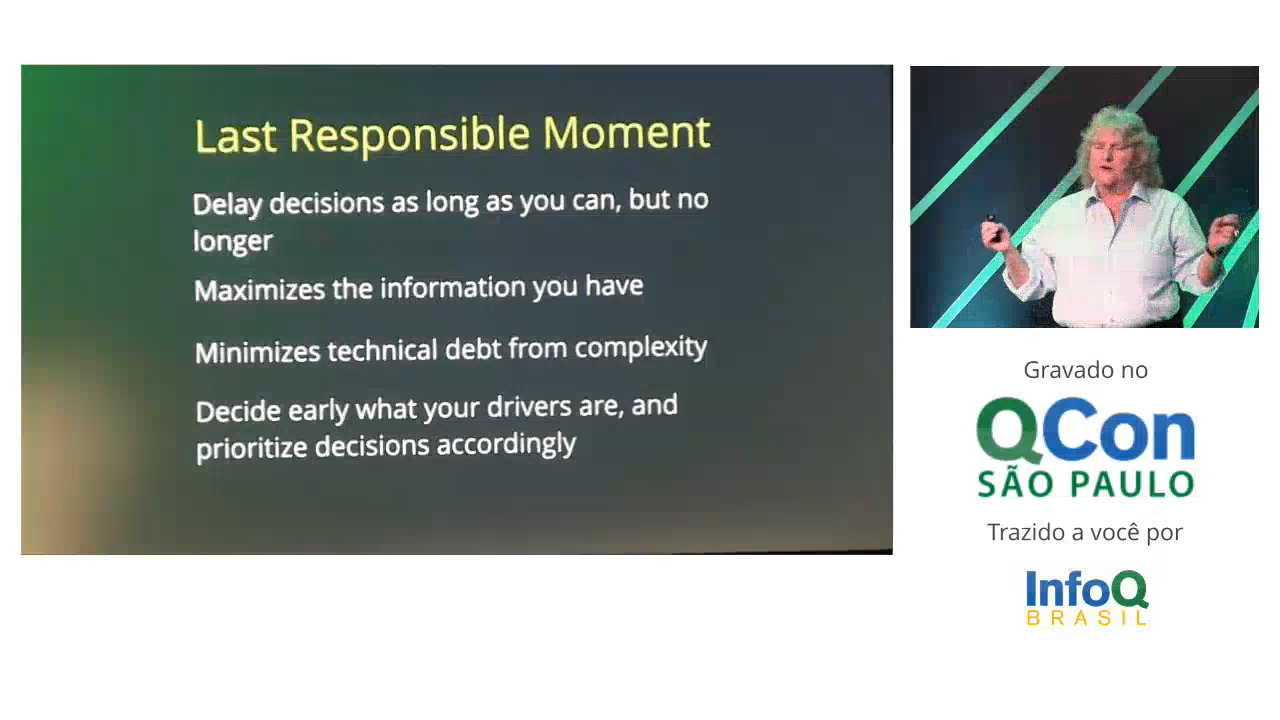 Last Responsible Moment
Delay decisions as long as you can, but no
longer
Maximizes the information you have
Minimizes technical debt from complexity
Decide early what your drivers are, and
prioritize decisions accordingly
Gravado no
QCon
SÃO PAULO
Trazido a você por
InfoQ
BRASIL